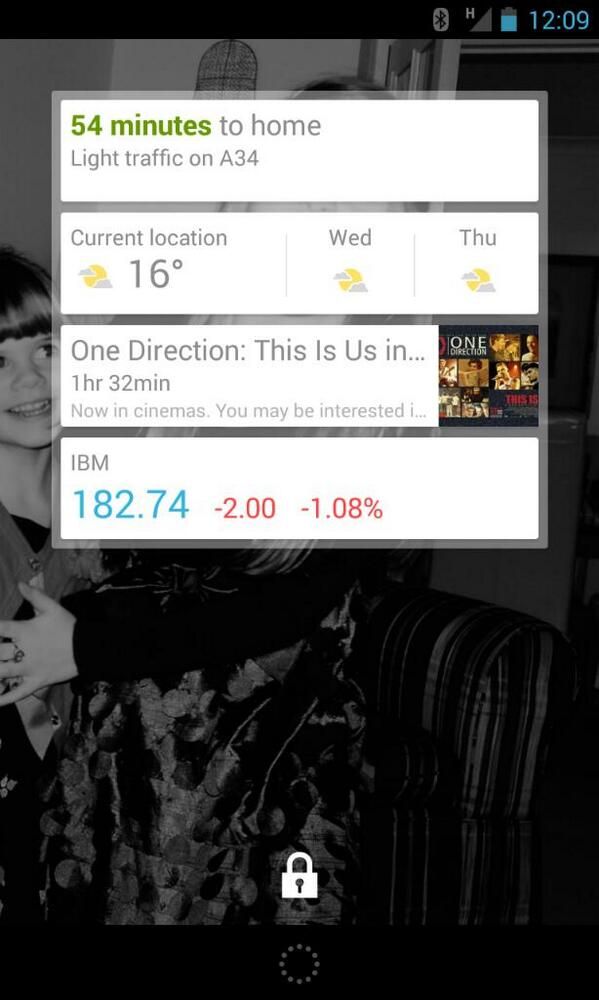 H 12:09
54 minutes to home
Light traffic on A34
Current location
Wed
Thu
16°
One Direction: This Is Us in...
1hr 32min
Now in cinemas. You may be interested i...
ONE
DIRECTION
THIS IS
IBM
182.74 -2.00 -1.08%